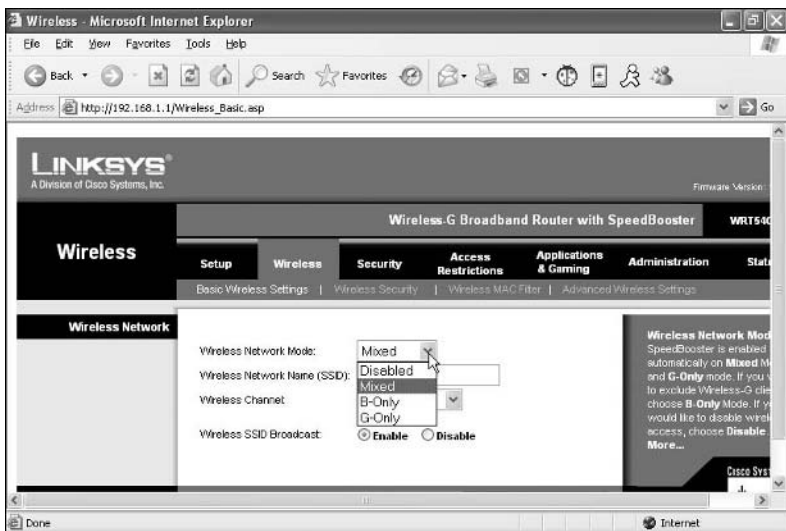 Wireless - Microsoft Internet Explorer
File Edit View Favorites Tools Help
Back Search Favorites
Address http://192.168.1.1/Wireless_Basic.asp Go
LINKSYS®
A Division of Cisco Systems, Inc.
Firmware Version:
Wireless-G Broadband Router with SpeedBooster WRT54G
Wireless
Setup Wireless Security Access Restrictions Applications & Gaming Administration Stat
Basic Wireless Settings | Wireless Security | Wireless MAC Filter | Advanced Wireless Settings
Wireless Network
Wireless Network Mode: Mixed
Disabled
Mixed
B-Only
G-Only
Wireless Network Name (SSID):
Wireless Channel:
Wireless SSID Broadcast: Enable Disable
Wireless Network Mod
SpeedBooster is enabled
automatically on Mixed M
and G-Only mode. If you
to exclude Wireless-G clie
choose B-Only Mode. If y
would like to disable wirel
access, choose Disable.
More...
Cisco Syst
Done Internet